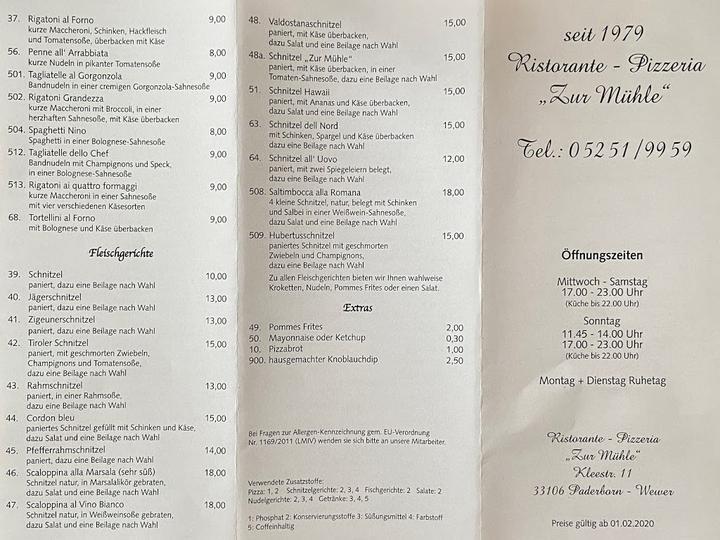 37. Rigatoni al Forno 9,00
kurze Maccheroni, Schinken, Hackfleisch
und Tomatensoße, überbacken mit Käse
56. Penne all' Arrabbiata 8,00
kurze Nudeln in pikanter Tomatensoße
501. Tagliatelle al Gorgonzola 9,00
Bandnudeln in einer cremigen Gorgonzola-Sahnesoße
502. Rigatoni Grandezza 9,00
kurze Maccheroni mit Broccoli, in einer
herzhaften Sahnesoße, mit Käse überbacken
504. Spaghetti Nino 8,00
Spaghetti in einer Bolognese-Sahnesoße
512. Tagliatelle dello Chef 9,00
Bandnudeln mit Champignons und Speck,
in einer Bolognese-Sahnesoße
513. Rigatoni ai quattro formaggi 9,00
kurze Maccheroni in einer Sahnesoße
mit vier verschiedenen Käsesorten
68. Tortellini al Forno 9,00
mit Bolognese und Käse überbacken
Fleischgerichte
39. Schnitzel 10,00
paniert, dazu eine Beilage nach Wahl
40. Jägerschnitzel 13,00
paniert, dazu eine Beilage nach Wahl
41. Zigeunerschnitzel 13,00
paniert, dazu eine Beilage nach Wahl
42. Tiroler Schnitzel 15,00
paniert, mit geschmorten Zwiebeln,
Champignons und Tomatensoße,
dazu eine Beilage nach Wahl
43. Rahmschnitzel 13,00
paniert, in einer Rahmsoße,
dazu eine Beilage nach Wahl
44. Cordon bleu 15,00
paniertes Schnitzel gefüllt mit Schinken und Käse,
dazu Salat und eine Beilage nach Wahl
45. Pfefferrahmschnitzel 14,00
paniert, dazu eine Beilage nach Wahl
46. Scaloppina alla Marsala (sehr süß) 18,00
Schnitzel natur, in Marsalalikör gebraten,
dazu Salat und eine Beilage nach Wahl
47. Scaloppina al Vino Bianco 18,00
Schnitzel natur, in Weißweinsoße gebraten,
dazu Salat und eine Beilage nach Wahl
48. Valdostanaschnitzel 15,00
paniert, mit Käse überbacken,
dazu Salat und eine Beilage nach Wahl
48a. Schnitzel „Zur Mühle“ 15,00
paniert, mit Käse überbacken, in einer
Tomaten-Sahnesoße, dazu eine Beilage nach Wahl
51. Schnitzel Hawaii 15,00
paniert, mit Ananas und Käse überbacken,
dazu Salat und eine Beilage nach Wahl
63. Schnitzel dell Nord 15,00
mit Schinken, Spargel und Käse überbacken
dazu eine Beilage nach Wahl
64. Schnitzel all' Uovo 12,00
paniert, mit zwei Spiegeleiern belegt,
dazu eine Beilage nach Wahl
508. Saltimbocca alla Romana 18,00
4 kleine Schnitzel, natur, belegt mit Schinken
und Salbei in einer Weißwein-Sahnesoße,
dazu Salat und eine Beilage nach Wahl
509. Hubertusschnitzel 15,00
paniertes Schnitzel mit geschmorten
Zwiebeln und Champignons,
dazu eine Beilage nach Wahl
Zu allen Fleischgerichten bieten wir Ihnen wahlweise
Kroketten, Nudeln, Pommes Frites oder einen Salat.
Extras
49. Pommes Frites 2,00
50. Mayonnaise oder Ketchup 0,30
10. Pizzabrot 1,00
900. hausgemachter Knoblauchdip 2,50
Bei Fragen zur Allergen-Kennzeichnung gem. EU-Verordnung
Nr. 1169/2011 (LMIV) wenden sie sich bitte an unsere Mitarbeiter.
Verwendete Zusatzstoffe:
Pizza: 1, 2 Schnitzelgerichte: 2, 3, 4 Fischgerichte: 2 Salate: 2
Nudelgerichte: 2, 3, 4 Getränke: 3, 4, 5
1: Phosphat 2: Konservierungsstoffe 3: Süßungsmittel 4: Farbstoff
5: Coffeinhaltig
seit 1979
Ristorante - Pizzeria
„Zur Mühle“
Tel.: 0 52 51 / 99 59
Öffnungszeiten
Mittwoch - Samstag
17.00 - 23.00 Uhr
(Küche bis 22.00 Uhr)
Sonntag
11.45 - 14.00 Uhr
17.00 - 23.00 Uhr
(Küche bis 22.00 Uhr)
Montag + Dienstag Ruhetag
Ristorante - Pizzeria
„Zur Mühle“
Kleestr. 11
33106 Paderborn - Wewer
Preise gültig ab 01.02.2020